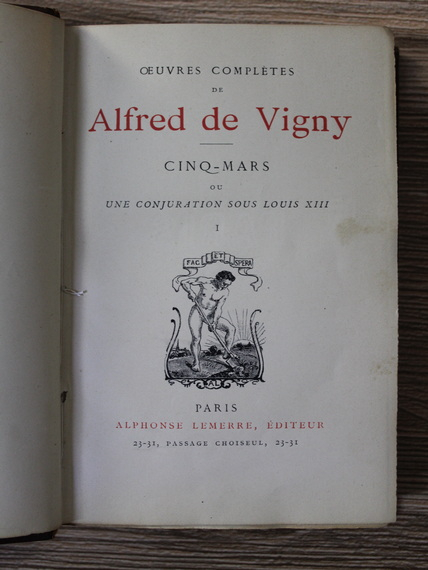 ŒUVRES COMPLÈTES
DE
Alfred de Vigny
CINQ-MARS
OU
UNE CONJURATION SOUS LOUIS XIII
I
FAC ET SPERA
AL
PARIS
ALPHONSE LEMERRE, ÉDITEUR
23-31, PASSAGE CHOISEUL, 23-31